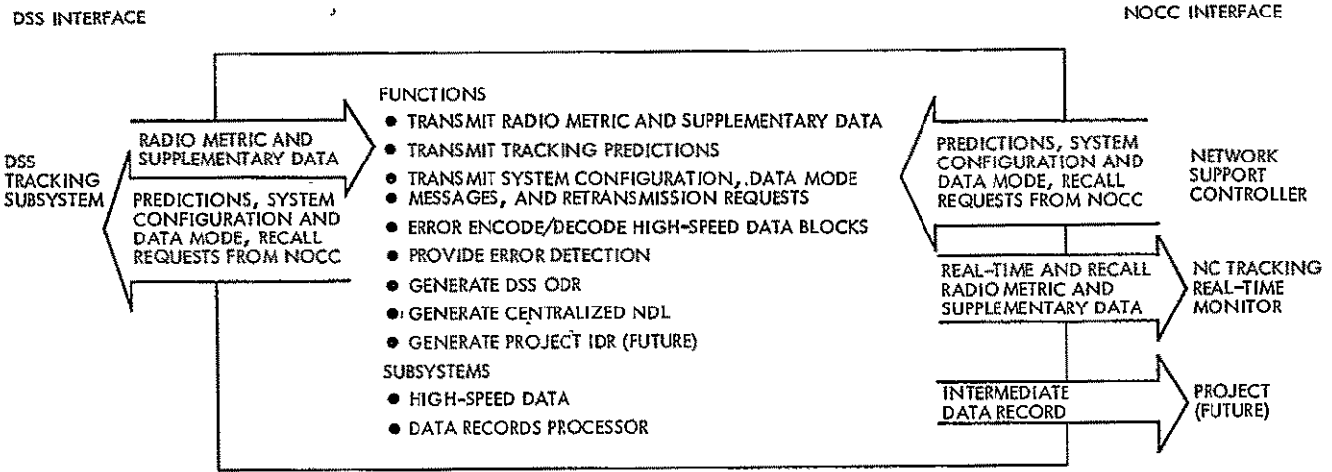 DSS INTERFACE
NOCC INTERFACE
DSS
TRACKING
SUBSYSTEM
RADIO METRIC AND
SUPPLEMENTARY DATA
PREDICTIONS, SYSTEM
CONFIGURATION AND
DATA MODE, RECALL
REQUESTS FROM NOCC
FUNCTIONS
● TRANSMIT RADIO METRIC AND SUPPLEMENTARY DATA
● TRANSMIT TRACKING PREDICTIONS
● TRANSMIT SYSTEM CONFIGURATION, DATA MODE
● MESSAGES, AND RETRANSMISSION REQUESTS
● ERROR ENCODE/DECODE HIGH-SPEED DATA BLOCKS
● PROVIDE ERROR DETECTION
● GENERATE DSS ODR
● GENERATE CENTRALIZED NDL
● GENERATE PROJECT IDR (FUTURE)
SUBSYSTEMS
● HIGH-SPEED DATA
● DATA RECORDS PROCESSOR
PREDICTIONS, SYSTEM
CONFIGURATION AND
DATA MODE, RECALL
REQUESTS FROM NOCC
NETWORK
SUPPORT
CONTROLLER
REAL-TIME AND RECALL
RADIO METRIC AND
SUPPLEMENTARY DATA
NC TRACKING
REAL-TIME
MONITOR
INTERMEDIATE
DATA RECORD
PROJECT
(FUTURE)